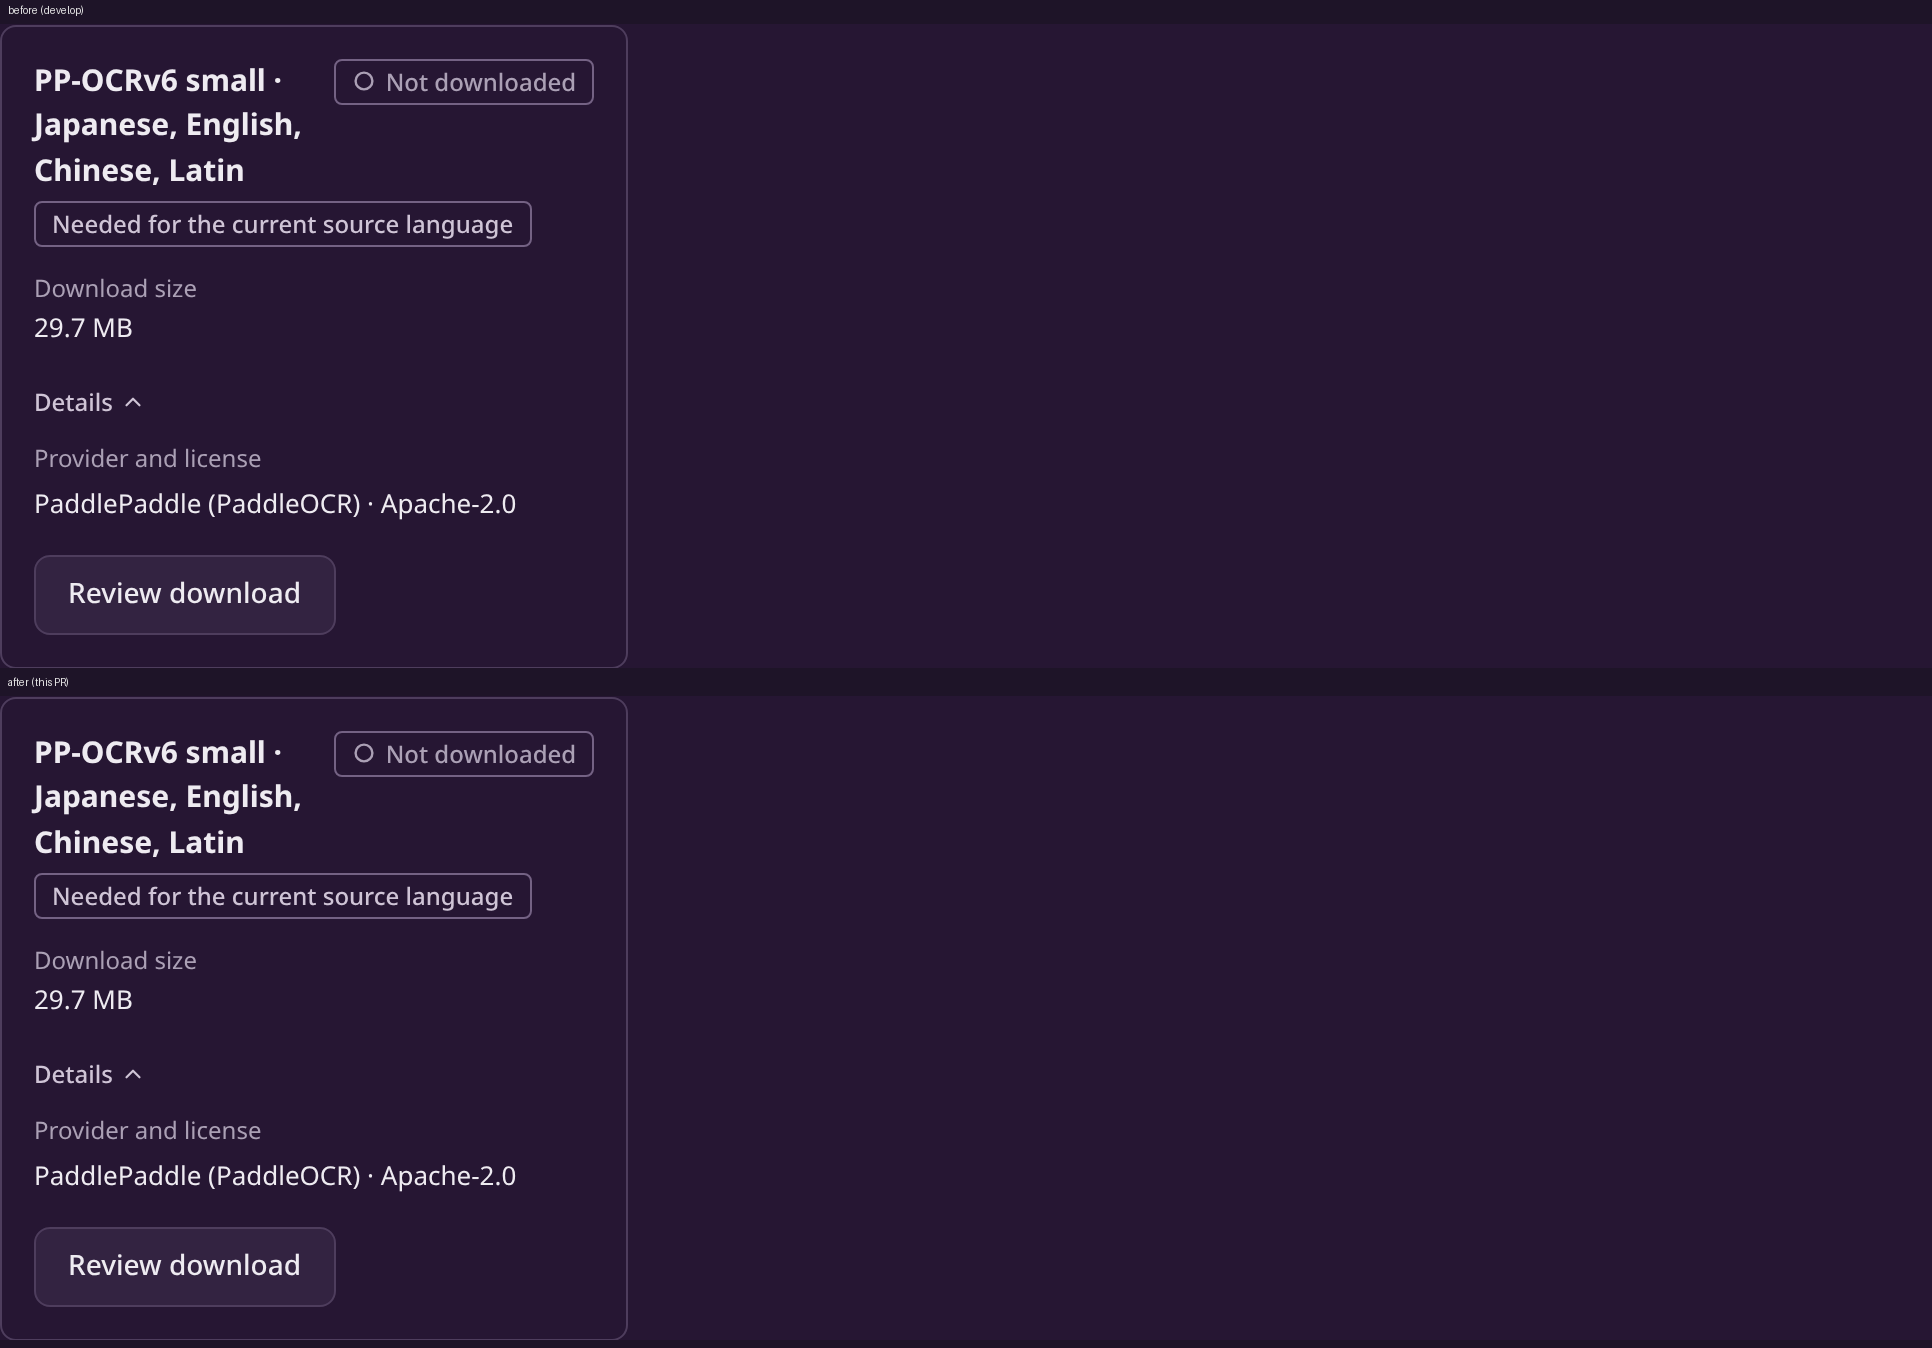 before (develop)
PP-OCRv6 small ·
Not downloaded
Japanese, English,
Chinese, Latin
Needed for the current source language
Download size
29.7 MB
Details
Provider and license
PaddlePaddle (PaddleOCR) · Apache-2.0
Review download
after (this PR)
PP-OCRv6 small ·
Not downloaded
Japanese, English,
Chinese, Latin
Needed for the current source language
Download size
29.7 MB
Details
Provider and license
PaddlePaddle (PaddleOCR) · Apache-2.0
Review download